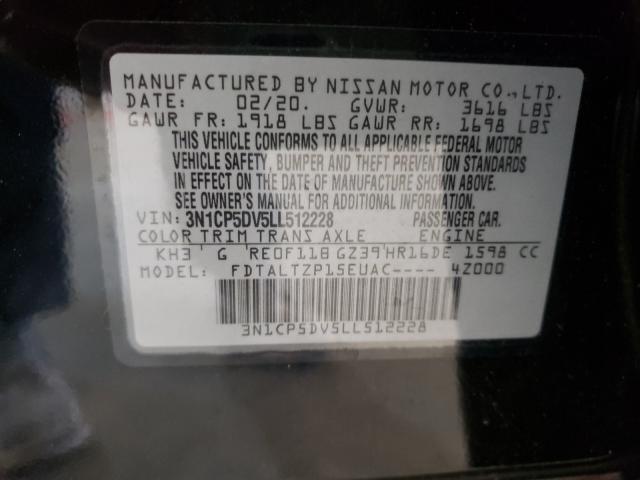 MANUFACTURED BY NISSAN MOTOR CO., LTD.
DATE: 02/20. GVWR: 3616 LBS
GAWR FR: 1918 LBS GAWR RR: 1698 LBS
THIS VEHICLE CONFORMS TO ALL APPLICABLE FEDERAL MOTOR
VEHICLE SAFETY, BUMPER AND THEFT PREVENTION STANDARDS
IN EFFECT ON THE DATE OF MANUFACTURE SHOWN ABOVE.
SEE OWNER'S MANUAL FOR ADDITIONAL INFORMATION.
VIN: 3N1CP5DV5LL512228 PASSENGER CAR.
COLOR TRIM TRANS AXLE ENGINE
KH3 ' G ' RE0F11B GZ39 ' HR16DE 1598 CC
MODEL: FDTALTZP15EUAC---- 4Z000
3N1CP5DV5LL512228